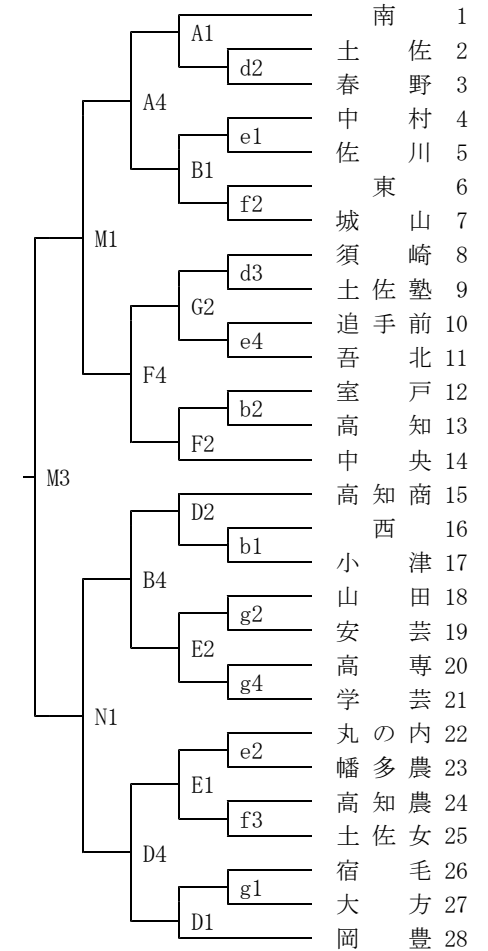 南 1
A1
土佐 2
d2
春野 3
A4
中村 4
e1
佐川 5
B1
東 6
f2
城山 7
M1
須崎 8
d3
土佐塾 9
G2
追手前 10
e4
吾北 11
F4
室戸 12
b2
高知 13
F2
中央 14
M3
高知商 15
D2
西 16
b1
小津 17
B4
山田 18
g2
安芸 19
E2
高専 20
g4
学芸 21
N1
丸の内 22
e2
幡多農 23
E1
高知農 24
f3
土佐女 25
D4
宿毛 26
g1
大方 27
D1
岡豊 28